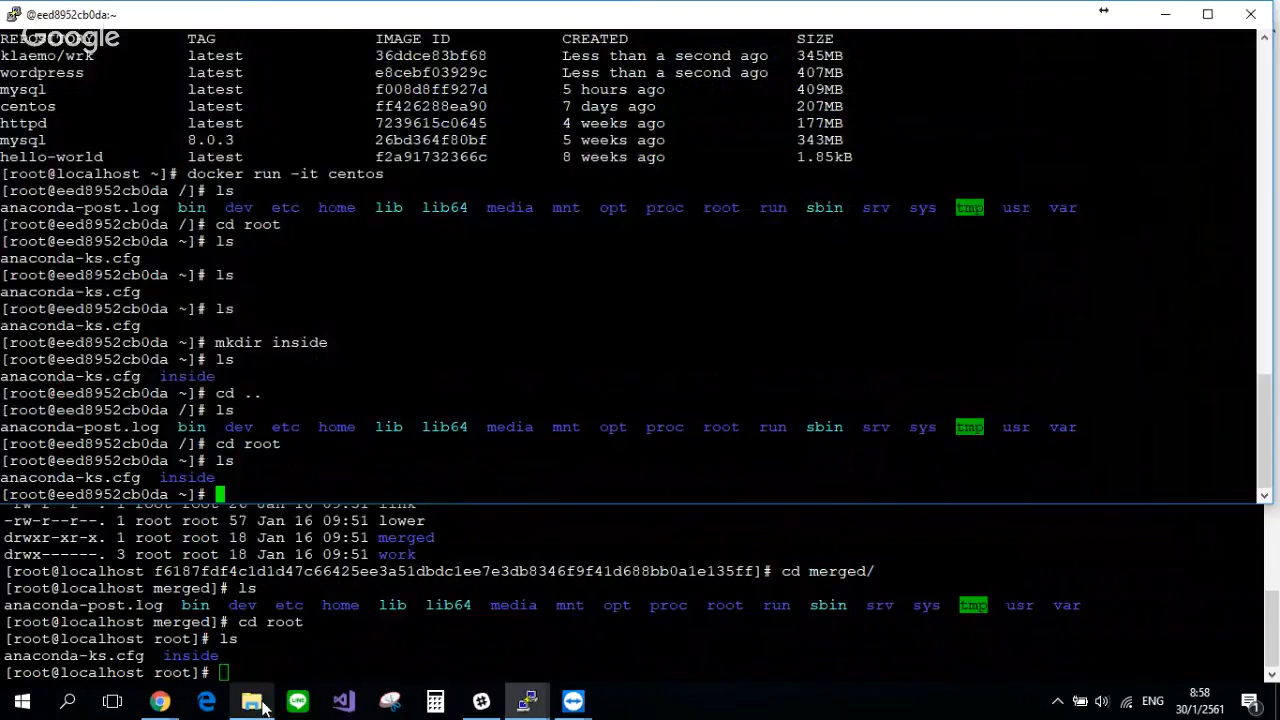 @eed8952cb0da:~
Google
REPOSITORY TAG IMAGE ID CREATED SIZE
klaemo/wrk latest 36ddce83bf68 Less than a second ago 345MB
wordpress latest e8cebf03929c Less than a second ago 407MB
mysql latest f008d8ff927d 5 hours ago 409MB
centos latest ff426288ea90 7 days ago 207MB
httpd latest 7239615c0645 4 weeks ago 177MB
mysql 8.0.3 26bd364f80bf 5 weeks ago 343MB
hello-world latest f2a91732366c 8 weeks ago 1.85kB
[root@localhost ~]# docker run -it centos
[root@eed8952cb0da /]# ls
anaconda-post.log bin dev etc home lib lib64 media mnt opt proc root run sbin srv sys tmp usr var
[root@eed8952cb0da /]# cd root
[root@eed8952cb0da ~]# ls
anaconda-ks.cfg
[root@eed8952cb0da ~]# ls
anaconda-ks.cfg
[root@eed8952cb0da ~]# ls
anaconda-ks.cfg
[root@eed8952cb0da ~]# mkdir inside
[root@eed8952cb0da ~]# ls
anaconda-ks.cfg inside
[root@eed8952cb0da ~]# cd ..
[root@eed8952cb0da /]# ls
anaconda-post.log bin dev etc home lib lib64 media mnt opt proc root run sbin srv sys tmp usr var
[root@eed8952cb0da /]# cd root
[root@eed8952cb0da ~]# ls
anaconda-ks.cfg inside
[root@eed8952cb0da ~]#
-rw-r--r--. 1 root root 26 Jan 16 09:51 link
-rw-r--r--. 1 root root 57 Jan 16 09:51 lower
drwxr-xr-x. 1 root root 18 Jan 16 09:51 merged
drwx------. 3 root root 18 Jan 16 09:51 work
[root@localhost f6187fdf4c1d1d47c66425ee3a51dbdc1ee7e3db8346f9f41d688bb0a1e135ff]# cd merged/
[root@localhost merged]# ls
anaconda-post.log bin dev etc home lib lib64 media mnt opt proc root run sbin srv sys tmp usr var
[root@localhost merged]# cd root
[root@localhost root]# ls
anaconda-ks.cfg inside
[root@localhost root]#
LINE
ENG
8:58
30/1/2561
1